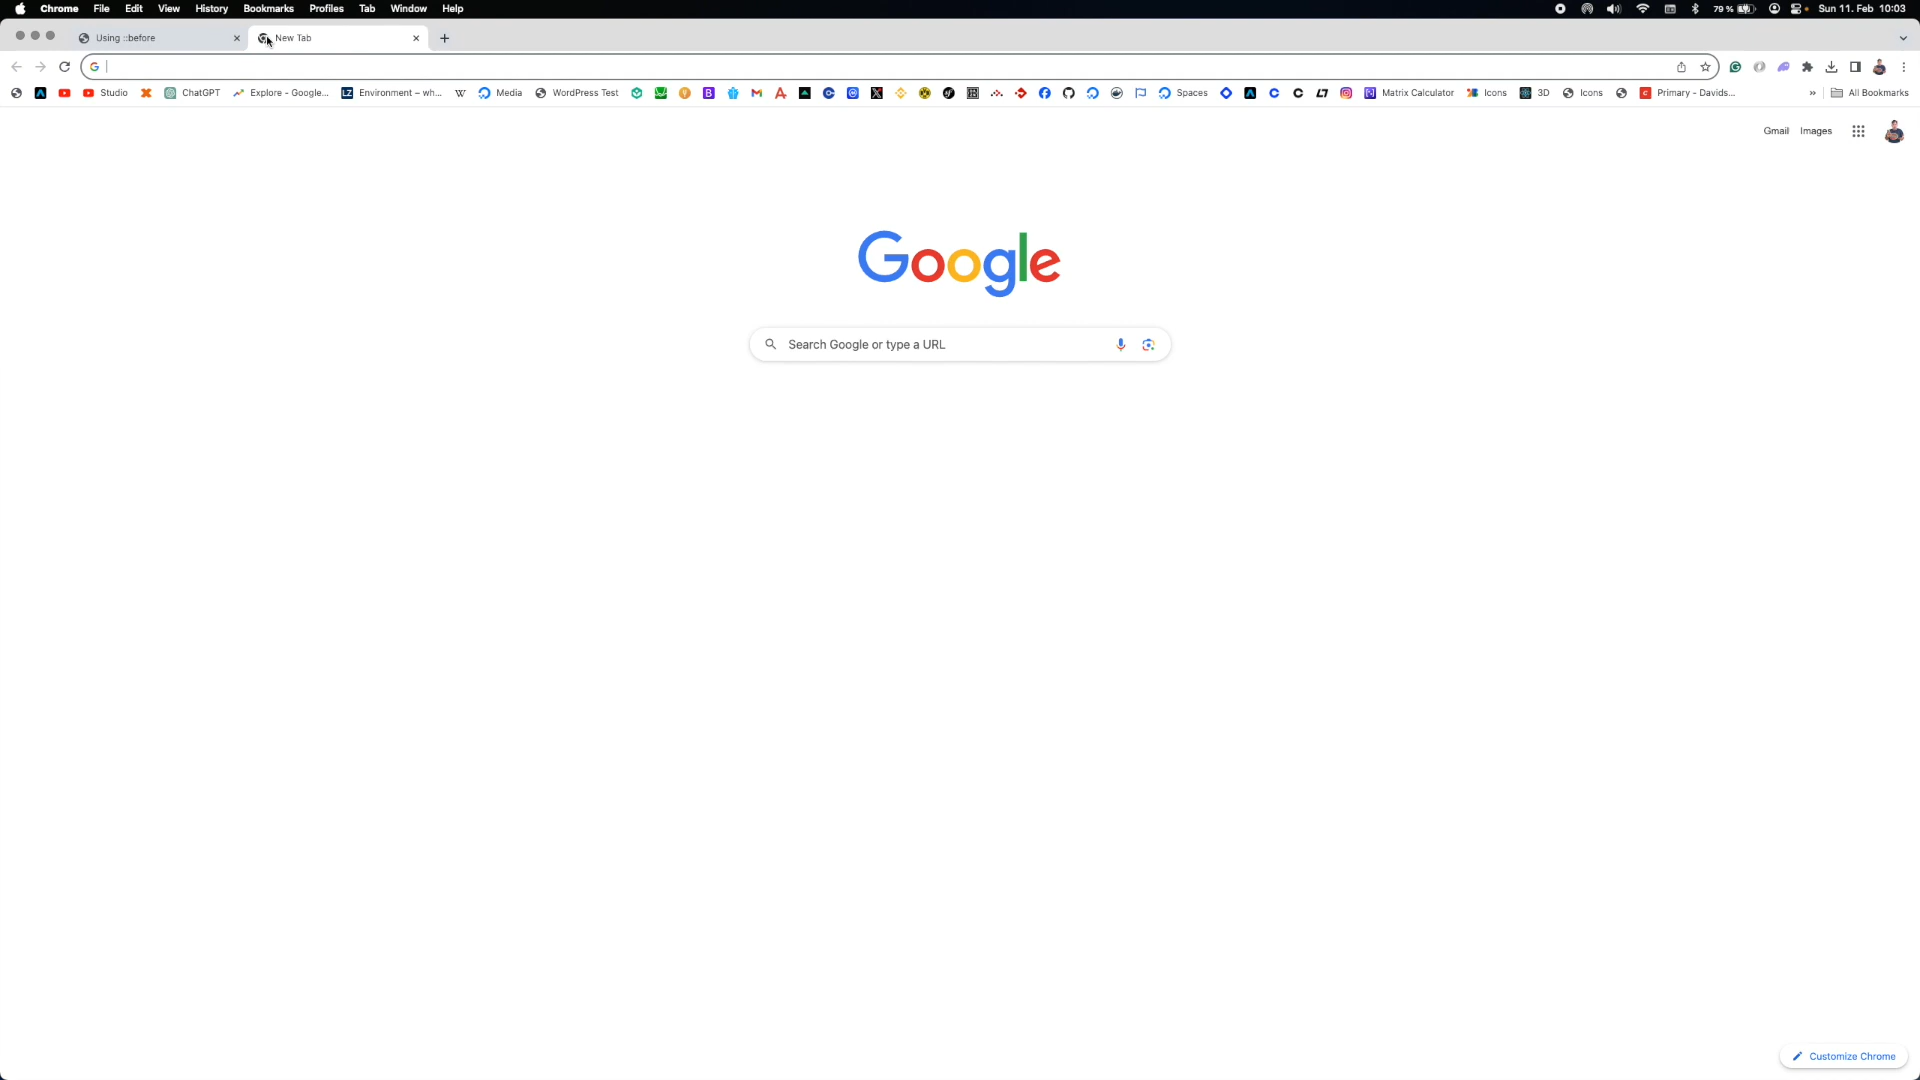 Chrome File Edit View History Bookmarks Profiles Tab Window Help 79 % Sun 11. Feb 10:03
Using ::before New Tab
Studio ChatGPT Explore - Google... Environment – wh... W Media WordPress Test Spaces Matrix Calculator Icons 3D Icons Primary - Davids... » All Bookmarks
Gmail Images
Google
Search Google or type a URL
Customize Chrome